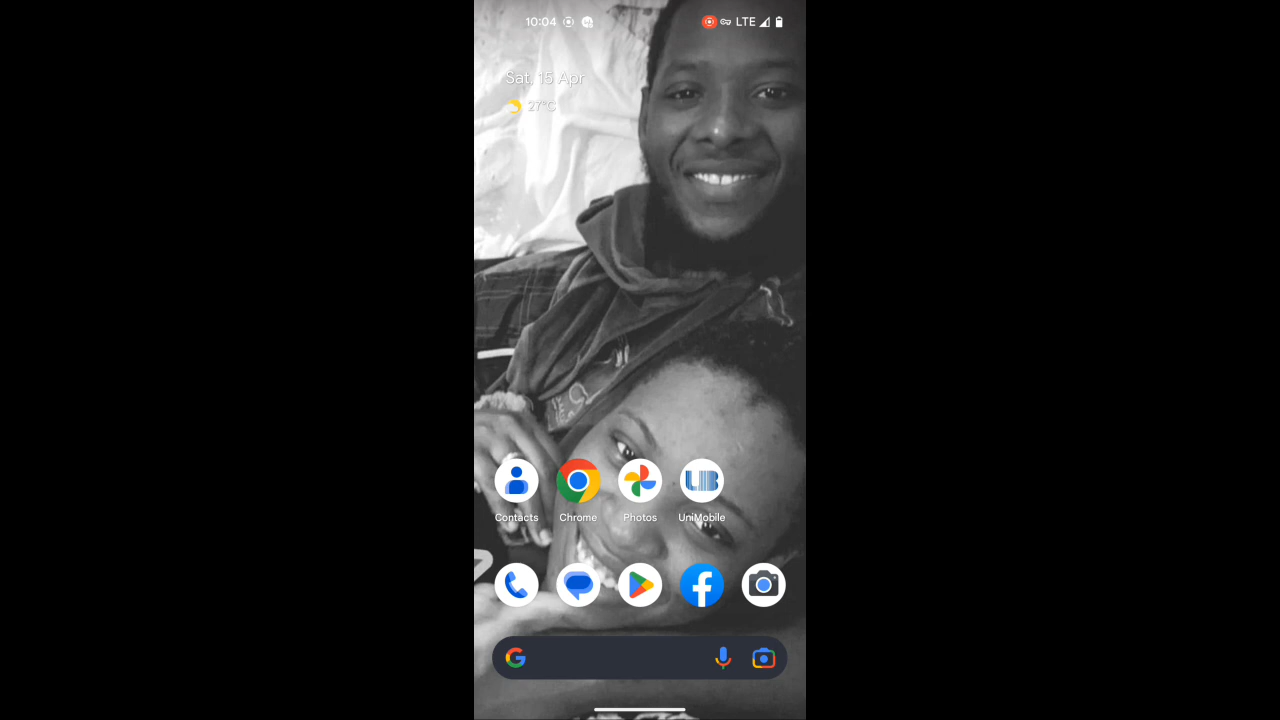 10:04
LTE
Sat, 15 Apr
27°C
Contacts
Chrome
Photos
UniMobile